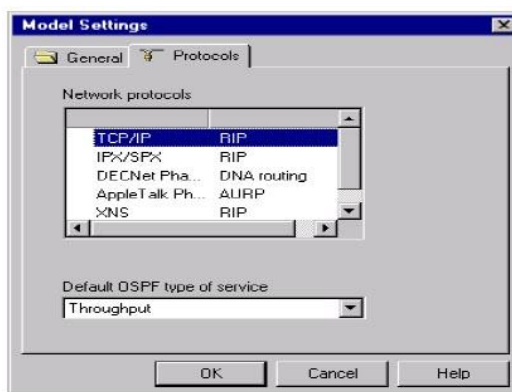 Model Settings
General Protocols
Network protocols
TCP/IP RIP
IPX/SPX RIP
DECNet Pha... DNA routing
AppleTalk Ph... AURP
XNS RIP
Default OSPF type of service
Throughput
OK Cancel Help